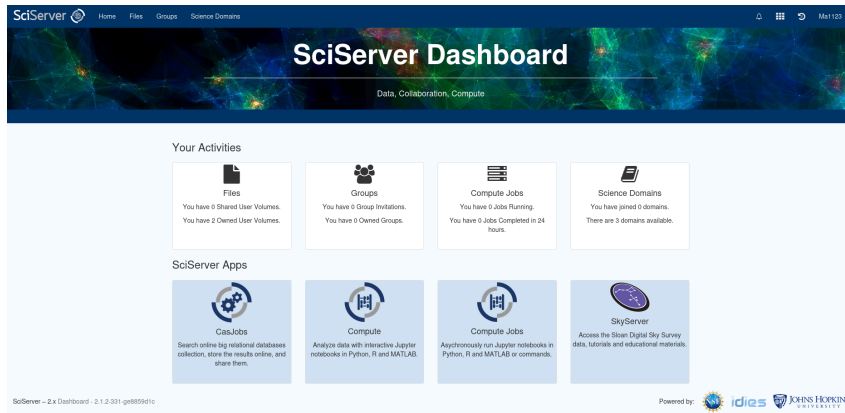 SciServer
Home Files Groups Science Domains
Ma1123
SciServer Dashboard
Data, Collaboration, Compute
Your Activities
Files
You have 0 Shared User Volumes.
You have 2 Owned User Volumes.
Groups
You have 0 Group Invitations.
You have 0 Owned Groups.
Compute Jobs
You have 0 Jobs Running.
You have 0 Jobs Completed in 24
hours.
Science Domains
You have joined 0 domains.
There are 3 domains available.
SciServer Apps
CasJobs
Search online big relational databases
collection, store the results online, and
share them.
Compute
Analyze data with interactive Jupyter
notebooks in Python, R and MATLAB.
Compute Jobs
Asychronously run Jupyter notebooks in
Python, R and MATLAB or commands.
SkyServer
Access the Sloan Digital Sky Survey
data, tutorials and educational materials.
SciServer – 2.x Dashboard - 2.1.2-331-ge8859d1c
Powered by:
NSF
idies
JOHNS HOPKIN
UNIVERSITY